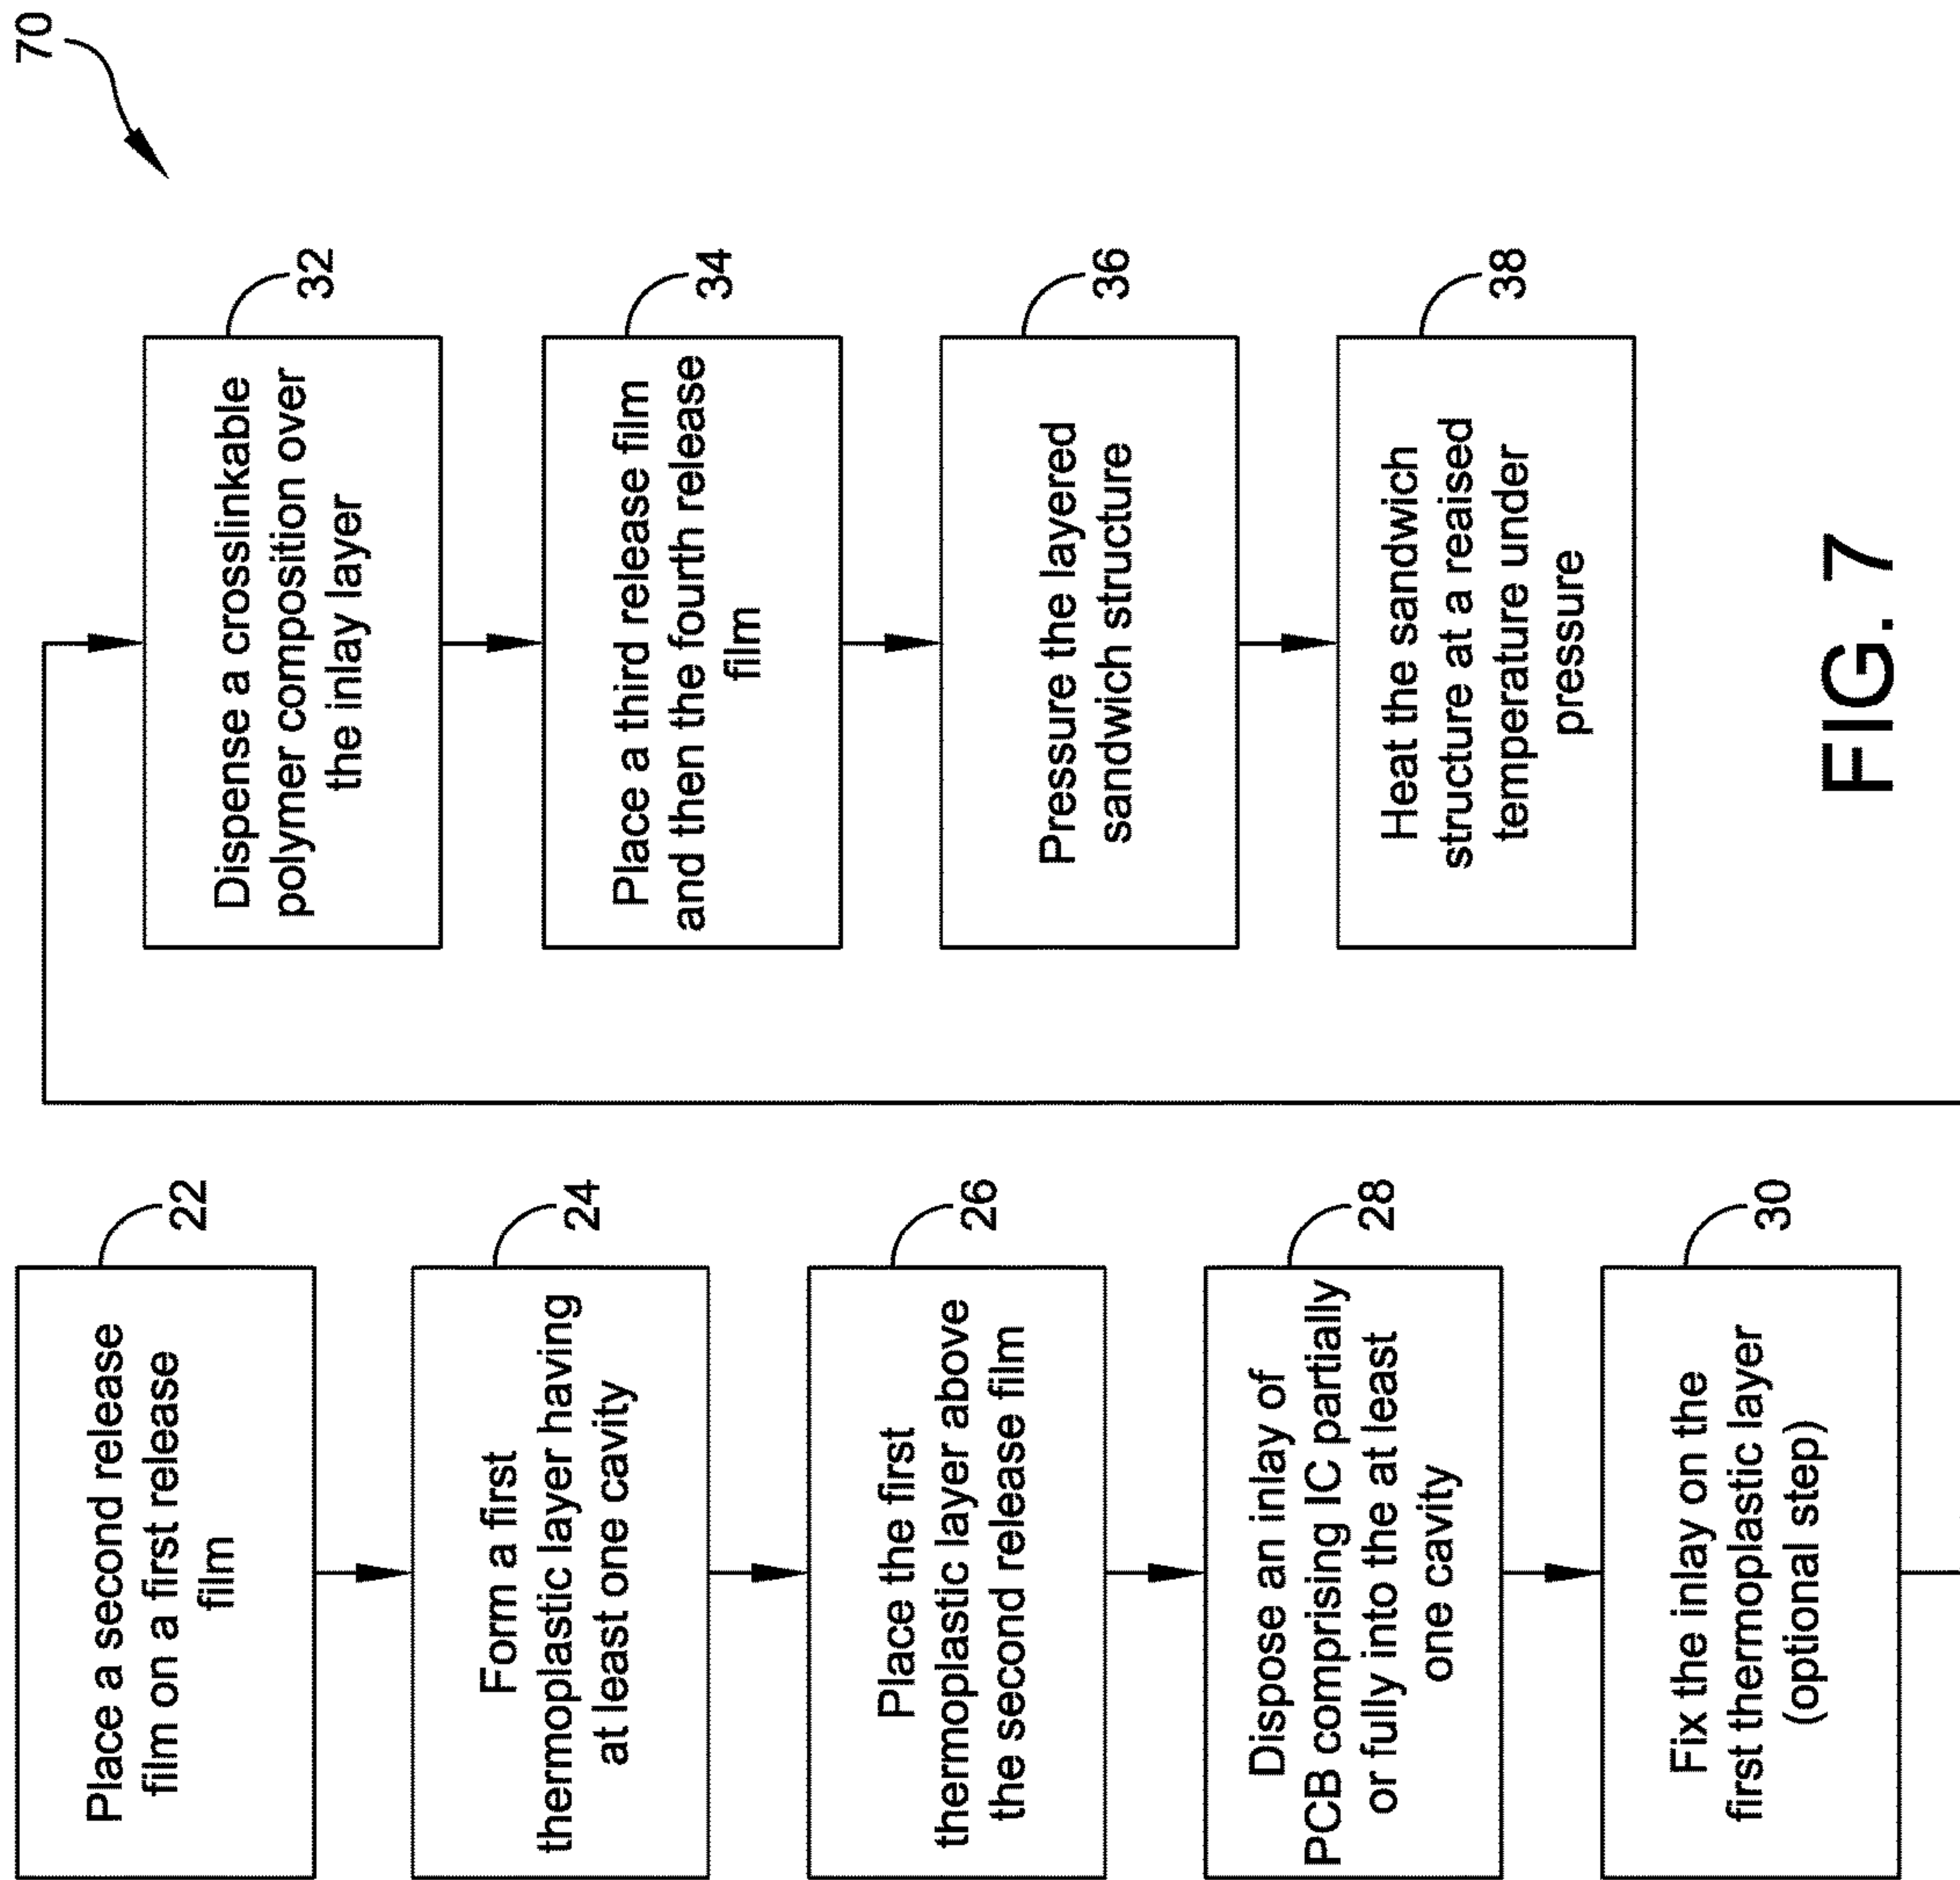 70
Place a second release
film on a first release
film
22
Form a first
thermoplastic layer having
at least one cavity
24
Place the first
thermoplastic layer above
the second release film
26
Dispose an inlay of
PCB comprising IC partially
or fully into the at least
one cavity
28
Fix the inlay on the
first thermoplastic layer
(optional step)
30
Dispense a crosslinkable
polymer composition over
the inlay layer
32
Place a third release film
and then the fourth release
film
34
Pressure the layered
sandwich structure
36
Heat the sandwich
structure at a reaised
temperature under
pressure
38
FIG. 7